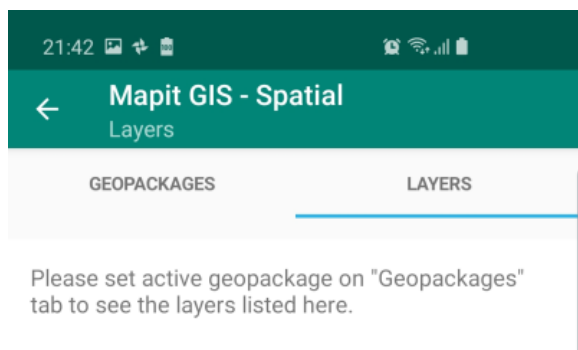 21:42
Mapit GIS - Spatial
Layers
GEOPACKAGES LAYERS
Please set active geopackage on "Geopackages"
tab to see the layers listed here.